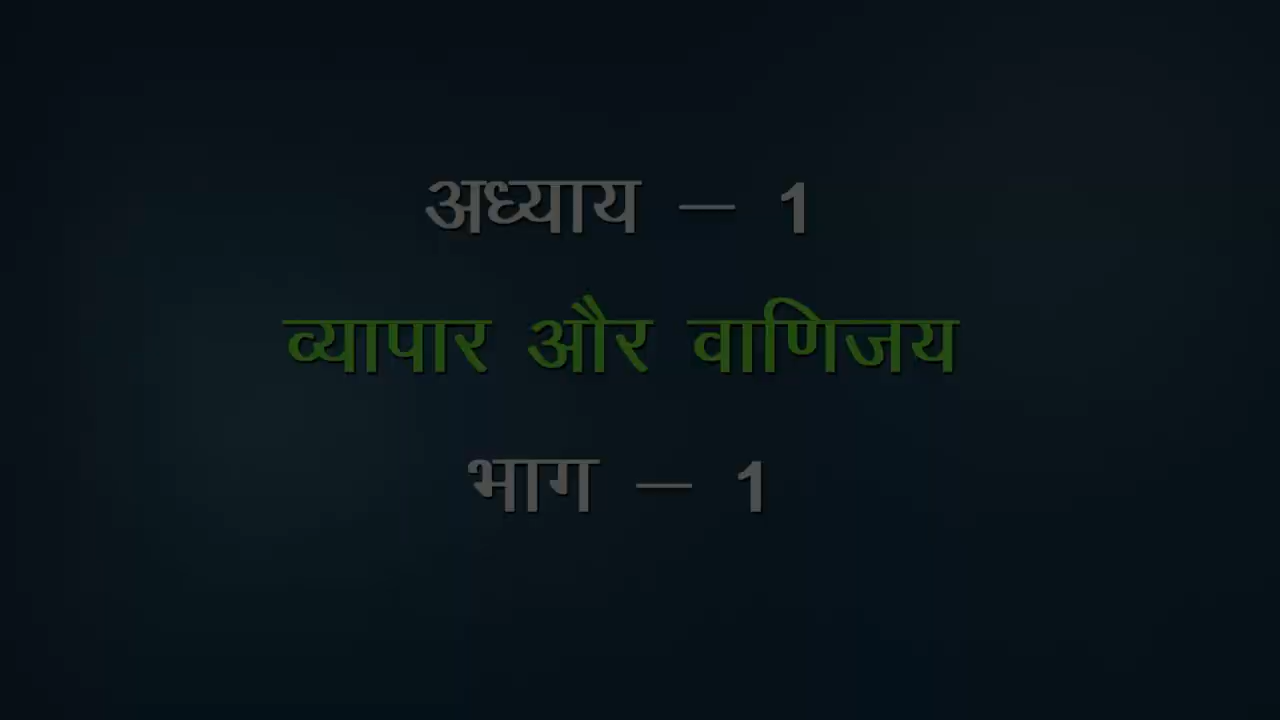 अध्याय – 1
व्यापार और वाणिजय
भाग – 1